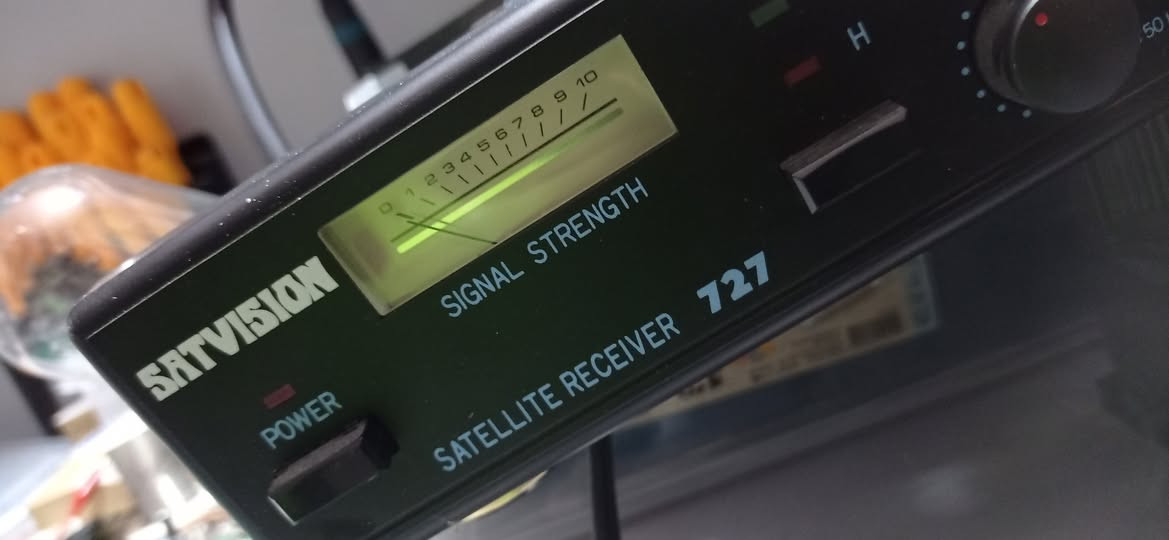 0 1 2 3 4 5 6 7 8 9 10
SIGNAL STRENGTH
SATVISION
POWER
SATELLITE RECEIVER 727
H
50